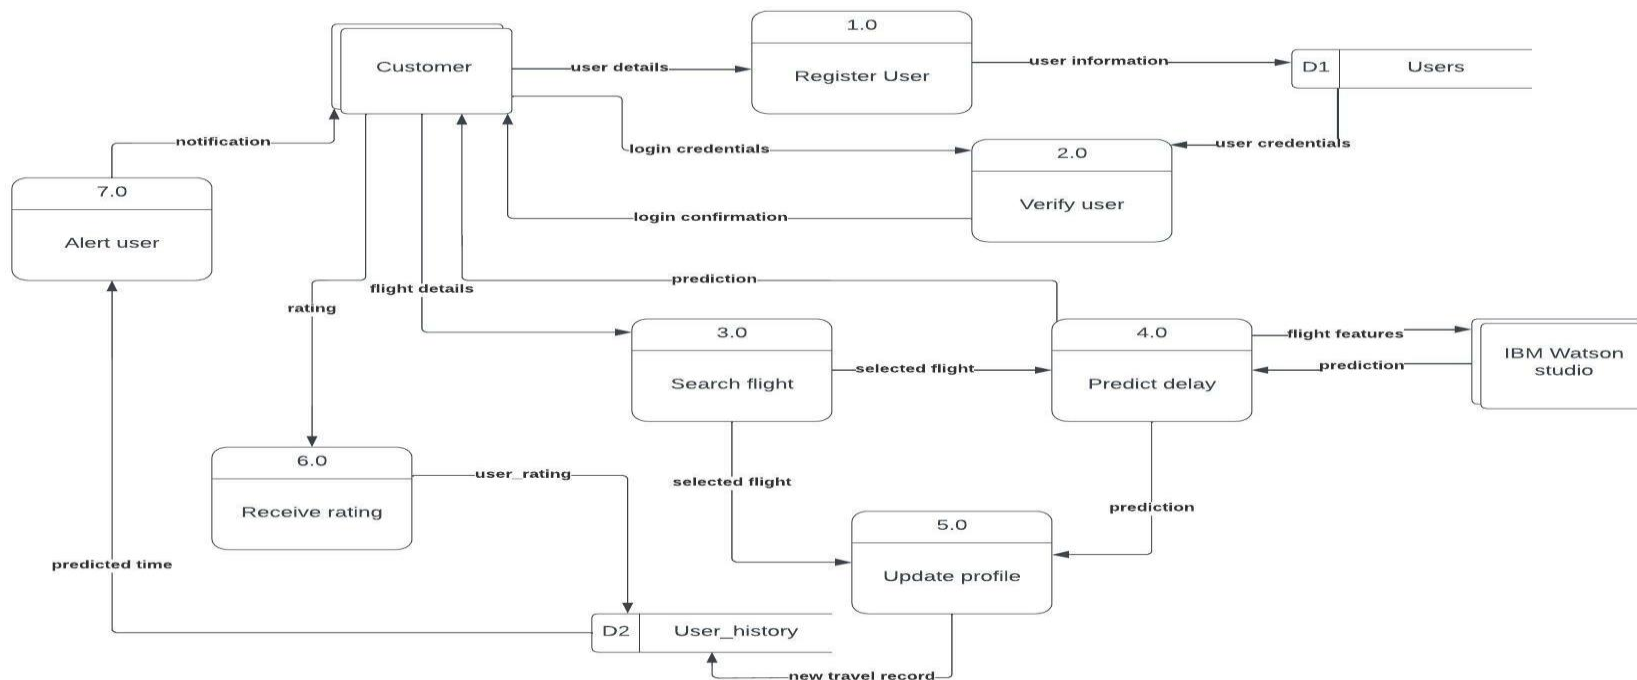 1.0
Customer
user details
Register User
user information
D1
Users
notification
login credentials
user credentials
2.0
Verify user
7.0
Alert user
login confirmation
prediction
flight details
rating
3.0
Search flight
selected flight
4.0
Predict delay
flight features
prediction
IBM Watson
studio
6.0
Receive rating
user_rating
selected flight
prediction
5.0
Update profile
predicted time
D2
User_history
new travel record